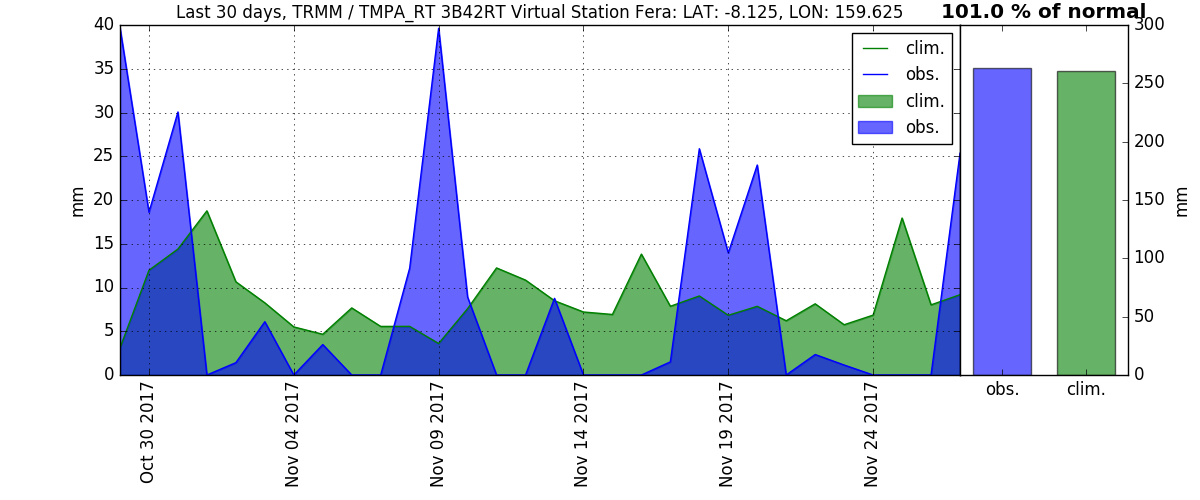 Last 30 days, TRMM / TMPA_RT 3B42RT Virtual Station Fera: LAT: -8.125, LON: 159.625
101.0 % of normal
40
35
30
25
20
15
10
5
0
mm
clim.
obs.
clim.
obs.
300
250
200
150
100
50
0
mm
Oct 30 2017
Nov 04 2017
Nov 09 2017
Nov 14 2017
Nov 19 2017
Nov 24 2017
obs.
clim.